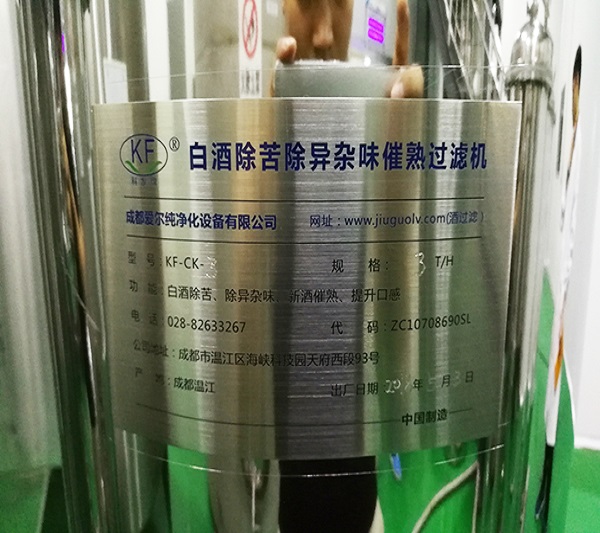 KF ® 白酒除苦除异杂味催熟过滤机
成都爱尔纯净化设备有限公司 网址：www.jiuguolv.com(酒过滤)
型 号：KF-CK-3 规 格：3 T/H
功 能：白酒除苦、除异杂味、新酒催熟、提升口感
电 话：028-82633267 代 码：ZC10708690SL
公司地址：成都市温江区海峡科技园天府西段93号
产 地：成都温江 出厂日期 年 月 日
中国制造